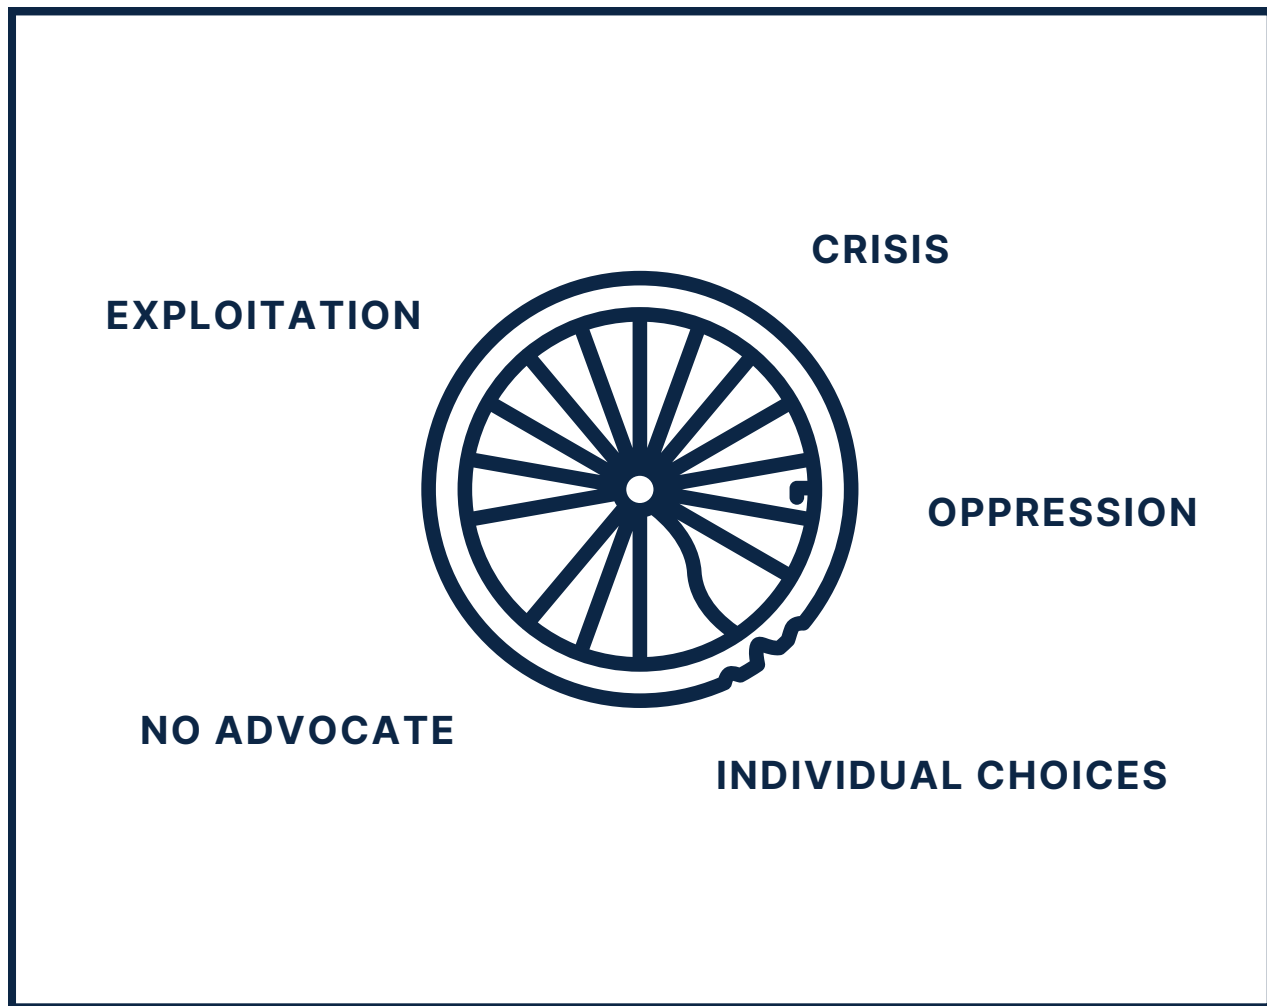 CRISIS
EXPLOITATION
OPPRESSION
NO ADVOCATE
INDIVIDUAL CHOICES